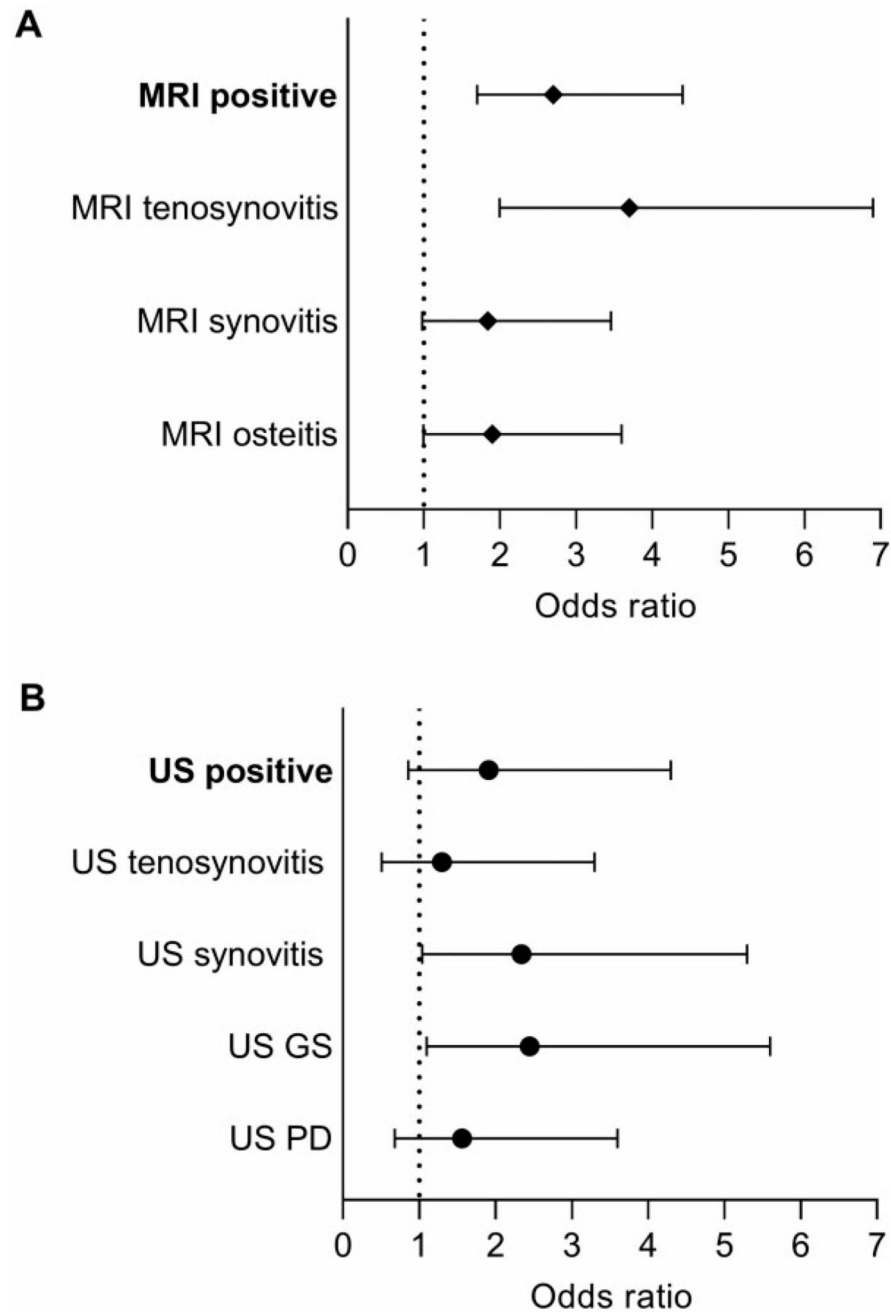 A
MRI positive
MRI tenosynovitis
MRI synovitis
MRI osteitis
0 1 2 3 4 5 6 7
Odds ratio
B
US positive
US tenosynovitis
US synovitis
US GS
US PD
0 1 2 3 4 5 6 7
Odds ratio